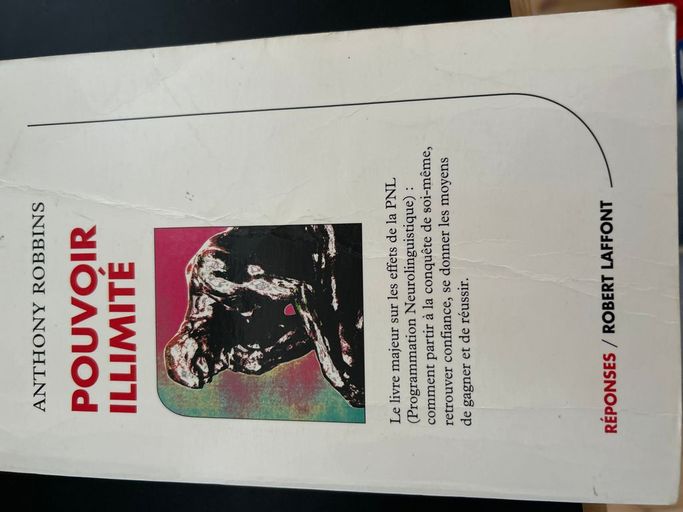 ANTHONY ROBBINS
POUVOIR
ILLIMITÉ
Le livre majeur sur les effets de la PNL
(Programmation Neurolinguistique) :
comment partir à la conquête de soi-même,
retrouver confiance, se donner les moyens
de gagner et de réussir.
RÉPONSES / ROBERT LAFFONT